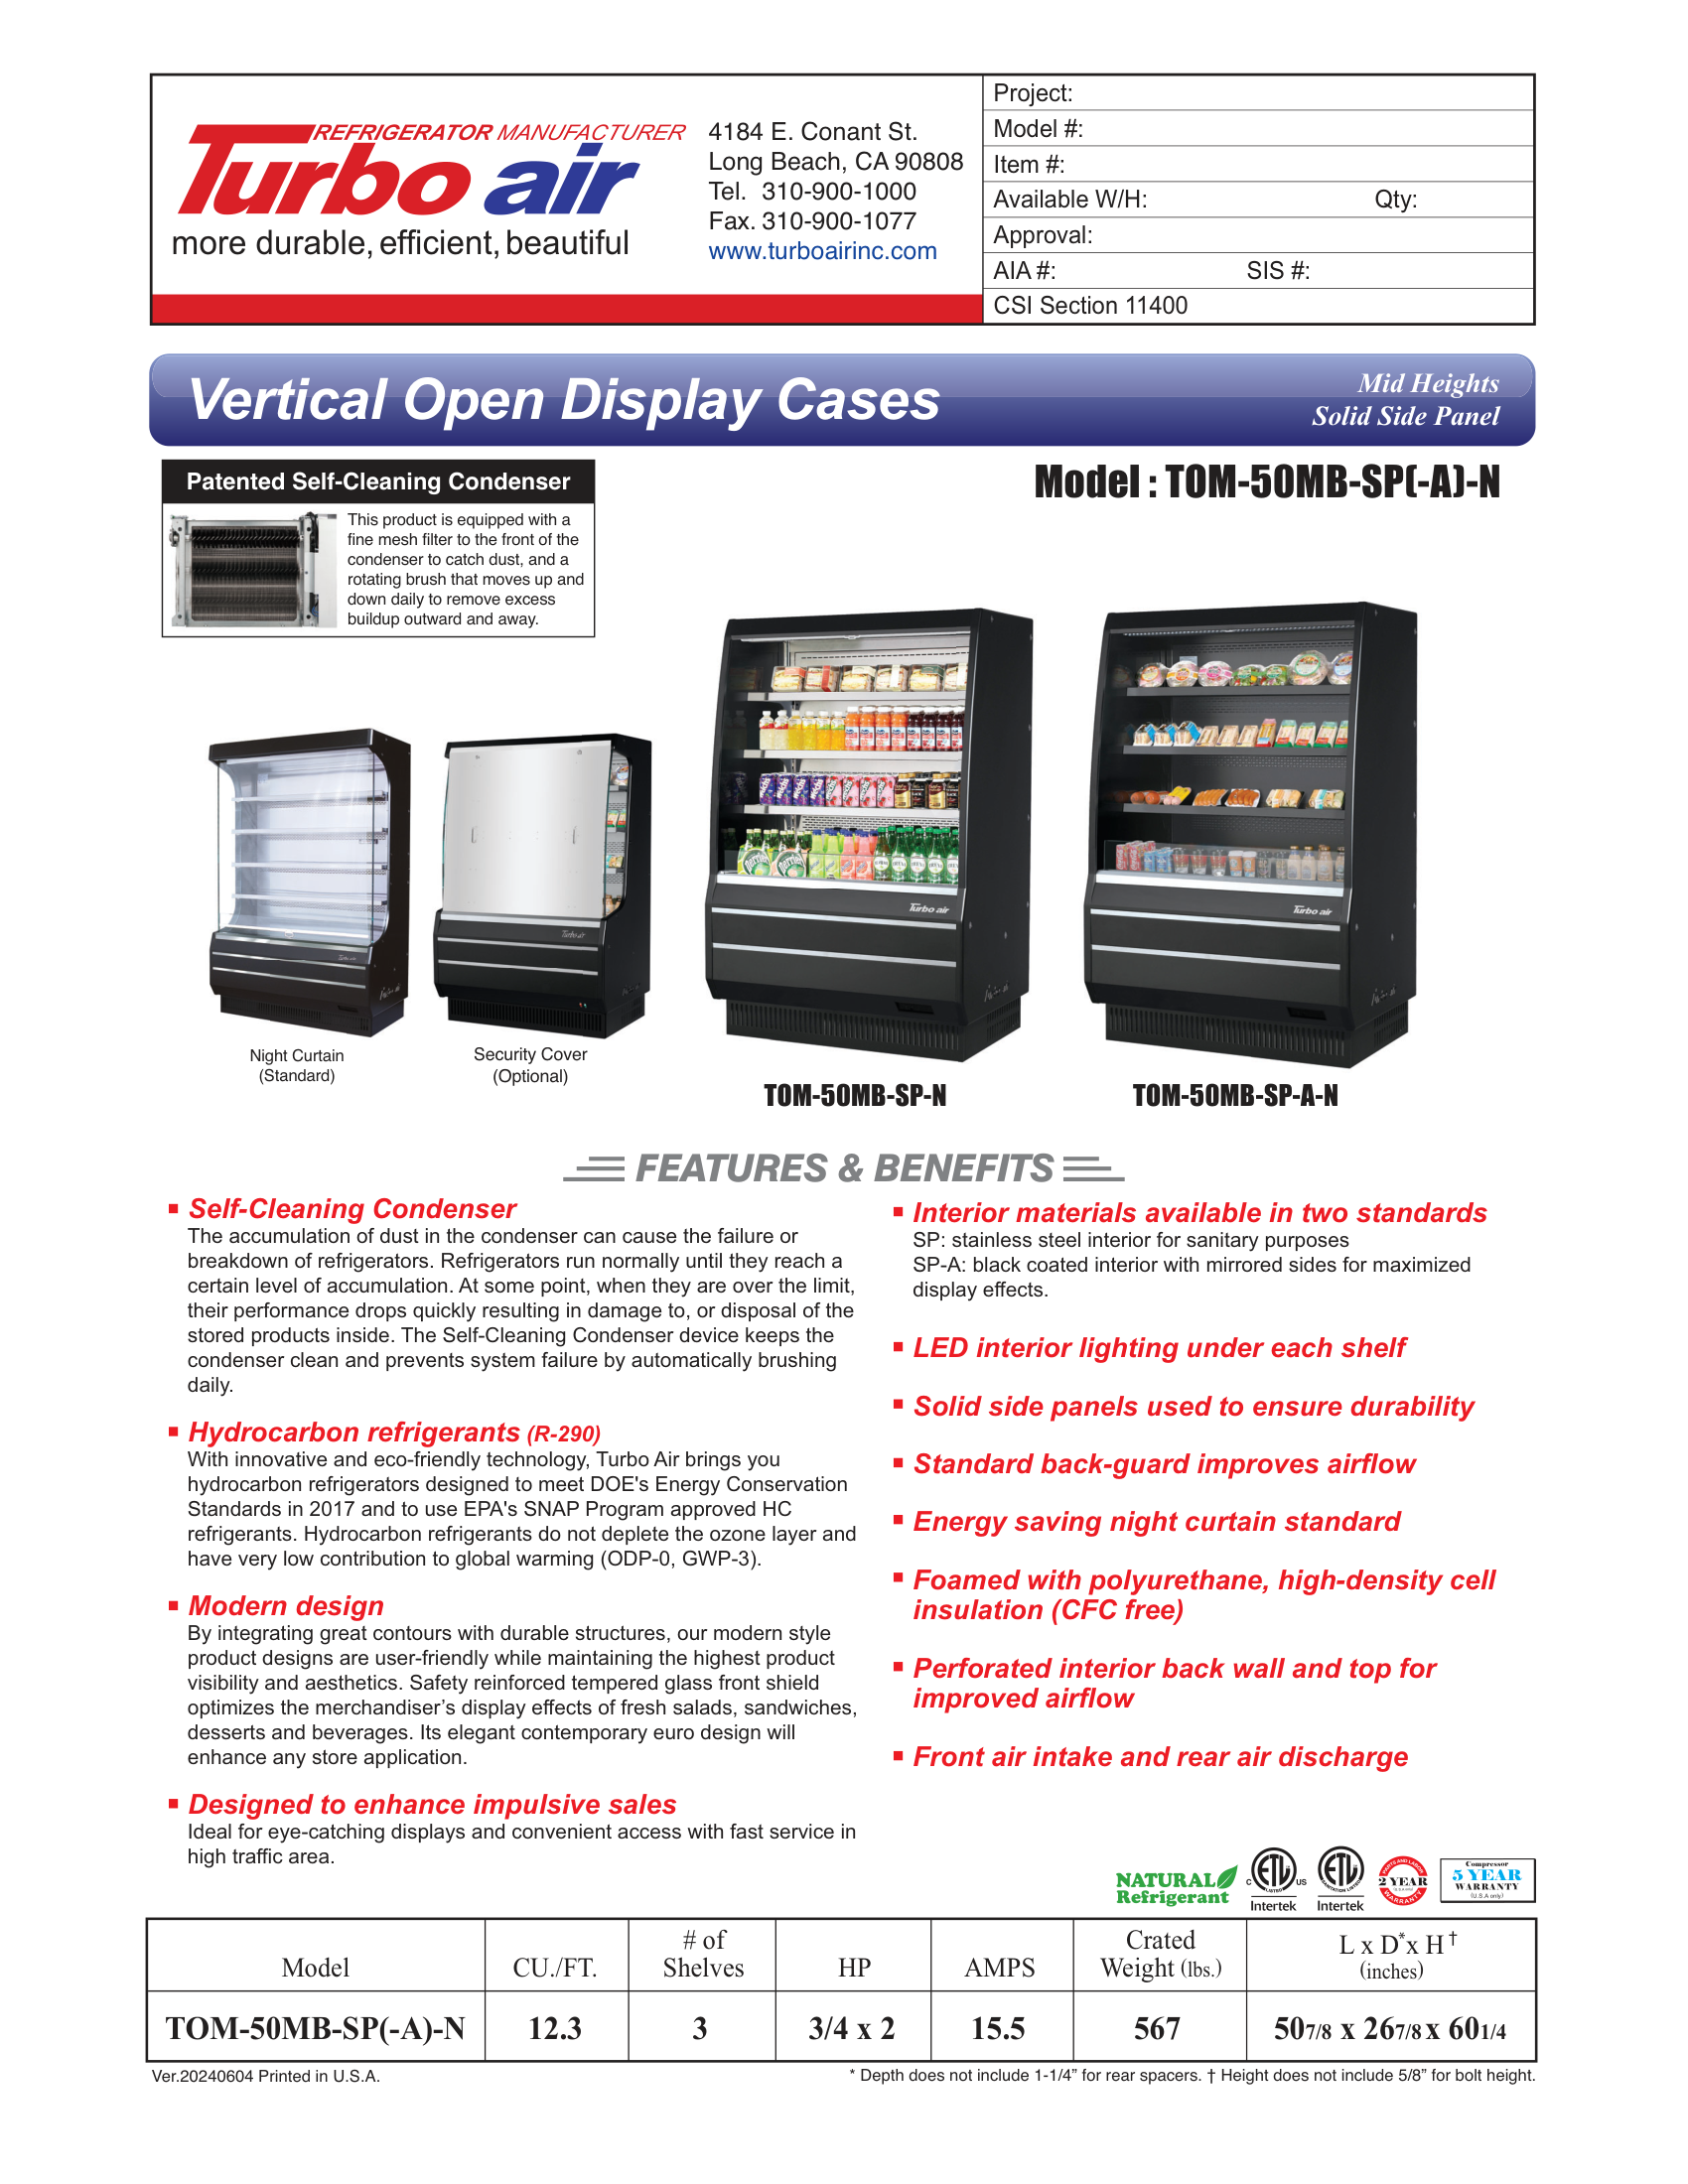 REFRIGERATOR MANUFACTURER
Turbo air
more durable, efficient, beautiful
4184 E. Conant St.
Long Beach, CA 90808
Tel. 310-900-1000
Fax. 310-900-1077
www.turboairinc.com
Project:
Model #:
Item #:
Available W/H: Qty:
Approval:
AIA #: SIS #:
CSI Section 11400
Vertical Open Display Cases
Mid Heights
Solid Side Panel
Patented Self-Cleaning Condenser
This product is equipped with a
fine mesh filter to the front of the
condenser to catch dust, and a
rotating brush that moves up and
down daily to remove excess
buildup outward and away.
Model : TOM-50MB-SP(-A)-N
Turbo air
Turbo air
Turbo air
Night Curtain
(Standard)
Security Cover
(Optional)
TOM-50MB-SP-N
TOM-50MB-SP-A-N
FEATURES & BENEFITS
Self-Cleaning Condenser
The accumulation of dust in the condenser can cause the failure or
breakdown of refrigerators. Refrigerators run normally until they reach a
certain level of accumulation. At some point, when they are over the limit,
their performance drops quickly resulting in damage to, or disposal of the
stored products inside. The Self-Cleaning Condenser device keeps the
condenser clean and prevents system failure by automatically brushing
daily.
Hydrocarbon refrigerants (R-290)
With innovative and eco-friendly technology, Turbo Air brings you
hydrocarbon refrigerators designed to meet DOE's Energy Conservation
Standards in 2017 and to use EPA's SNAP Program approved HC
refrigerants. Hydrocarbon refrigerants do not deplete the ozone layer and
have very low contribution to global warming (ODP-0, GWP-3).
Modern design
By integrating great contours with durable structures, our modern style
product designs are user-friendly while maintaining the highest product
visibility and aesthetics. Safety reinforced tempered glass front shield
optimizes the merchandiser’s display effects of fresh salads, sandwiches,
desserts and beverages. Its elegant contemporary euro design will
enhance any store application.
Designed to enhance impulsive sales
Ideal for eye-catching displays and convenient access with fast service in
high traffic area.
Interior materials available in two standards
SP: stainless steel interior for sanitary purposes
SP-A: black coated interior with mirrored sides for maximized
display effects.
LED interior lighting under each shelf
Solid side panels used to ensure durability
Standard back-guard improves airflow
Energy saving night curtain standard
Foamed with polyurethane, high-density cell
insulation (CFC free)
Perforated interior back wall and top for
improved airflow
Front air intake and rear air discharge
NATURAL
Refrigerant
C ETL US
LISTED
Intertek
ETL
Intertek
PARTS AND LABOR
2 YEAR
WARRANTY
Compressor
5 YEAR
WARRANTY
(U.S.A only)
Model CU./FT. # of Shelves HP AMPS Crated Weight (lbs.) L x D* x H† (inches)
TOM-50MB-SP(-A)-N 12.3 3 3/4 x 2 15.5 567 507/8 x 267/8 x 601/4
Ver.20240604 Printed in U.S.A.
* Depth does not include 1-1/4” for rear spacers. † Height does not include 5/8” for bolt height.